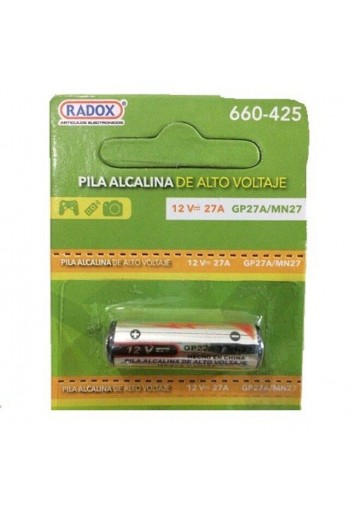 RADOX®
ARTICULOS ELECTRONICOS
660-425
PILA ALCALINA DE ALTO VOLTAJE
12 V⎓ 27A GP27A/MN27
PILA ALCALINA DE ALTO VOLTAJE 12 V⎓ 27A GP27A/MN27
+ -
12 V⎓
HECHO EN CHINA
PILA ALCALINA DE ALTO VOLTAJE
PILA ALCALINA DE ALTO VOLTAJE 12 V⎓ 27A GP27A/MN27